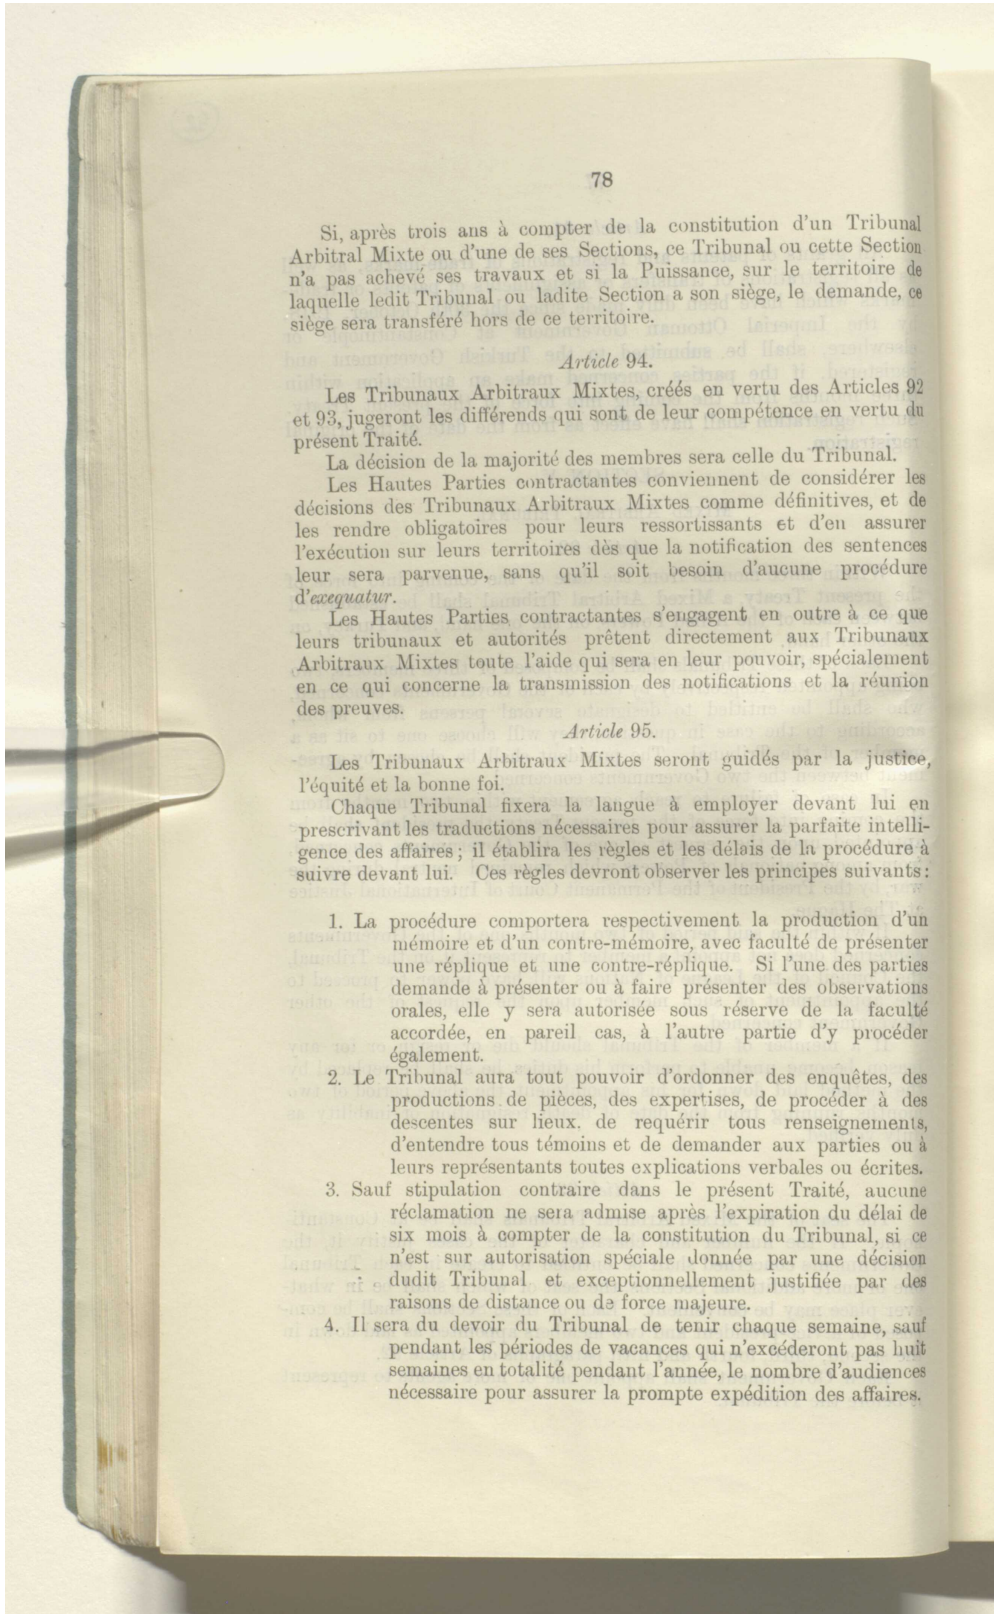 78
Si, après trois ans à compter de la constitution d'un Tribunal
Arbitral Mixte ou d'une de ses Sections, ce Tribunal ou cette Section
n'a pas achevé ses travaux et si la Puissance, sur le territoire de
laquelle ledit Tribunal ou ladite Section a son siège, le demande, ce
siège sera transféré hors de ce territoire.
Article 94.
Les Tribunaux Arbitraux Mixtes, créés en vertu des Articles 92
et 93, jugeront les différends qui sont de leur compétence en vertu du
présent Traité.
La décision de la majorité des membres sera celle du Tribunal.
Les Hautes Parties contractantes conviennent de considérer les
décisions des Tribunaux Arbitraux Mixtes comme définitives, et de
les rendre obligatoires pour leurs ressortissants et d'en assurer
l'exécution sur leurs territoires dès que la notification des sentences
leur sera parvenue, sans qu'il soit besoin d'aucune procédure
d'exequatur.
Les Hautes Parties contractantes s'engagent en outre à ce que
leurs tribunaux et autorités prêtent directement aux Tribunaux
Arbitraux Mixtes toute l'aide qui sera en leur pouvoir, spécialement
en ce qui concerne la transmission des notifications et la réunion
des preuves.
Article 95.
Les Tribunaux Arbitraux Mixtes seront guidés par la justice,
l'équité et la bonne foi.
Chaque Tribunal fixera la langue à employer devant lui en
prescrivant les traductions nécessaires pour assurer la parfaite intelli-
gence des affaires ; il établira les règles et les délais de la procédure à
suivre devant lui. Ces règles devront observer les principes suivants :
1. La procédure comportera respectivement la production d'un
mémoire et d'un contre-mémoire, avec faculté de présenter
une réplique et une contre-réplique. Si l'une des parties
demande à présenter ou à faire présenter des observations
orales, elle y sera autorisée sous réserve de la faculté
accordée, en pareil cas, à l'autre partie d'y procéder
également.
2. Le Tribunal aura tout pouvoir d'ordonner des enquêtes, des
productions de pièces, des expertises, de procéder à des
descentes sur lieux. de requérir tous renseignements,
d'entendre tous témoins et de demander aux parties ou à
leurs représentants toutes explications verbales ou écrites.
3. Sauf stipulation contraire dans le présent Traité, aucune
réclamation ne sera admise après l'expiration du délai de
six mois à compter de la constitution du Tribunal, si ce
n'est sur autorisation spéciale donnée par une décision
dudit Tribunal et exceptionnellement justifiée par des
raisons de distance ou de force majeure.
4. Il sera du devoir du Tribunal de tenir chaque semaine, sauf
pendant les périodes de vacances qui n'excéderont pas huit
semaines en totalité pendant l'année, le nombre d'audiences
nécessaire pour assurer la prompte expédition des affaires.